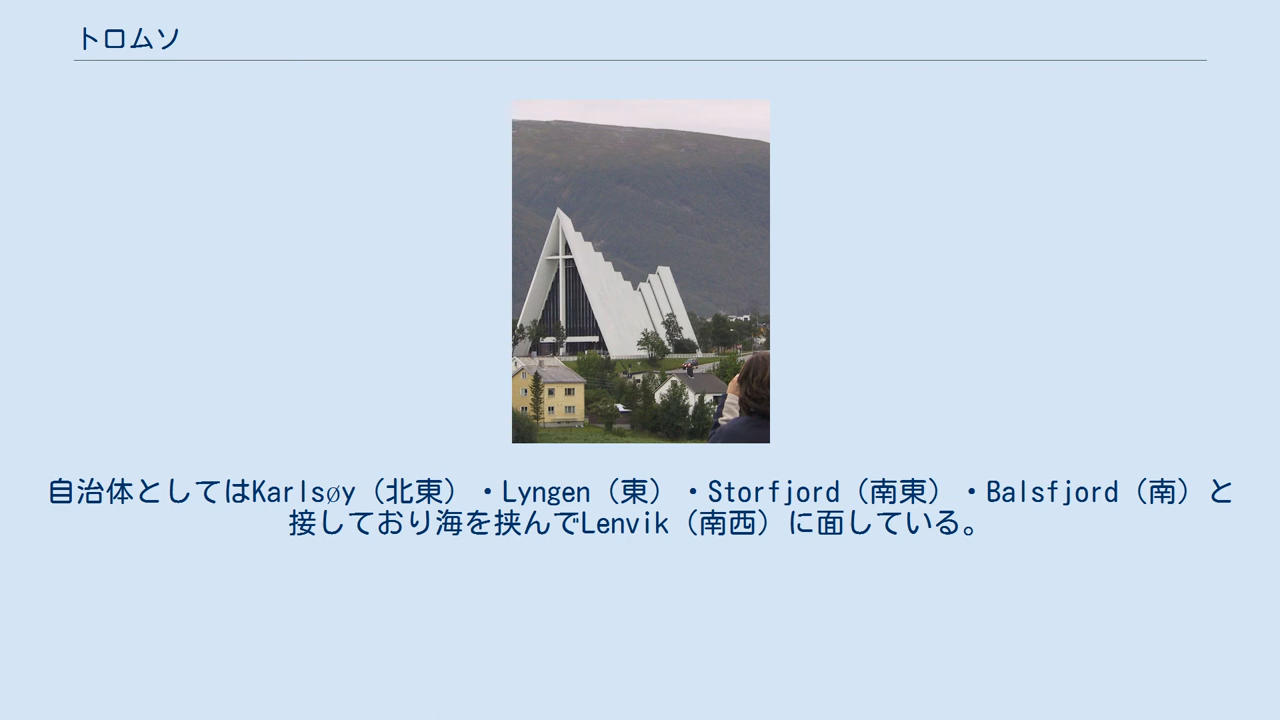 トロムソ
自治体としてはKarlsøy（北東）・Lyngen（東）・Storfjord（南東）・Balsfjord（南）と
接しており海を挟んでLenvik（南西）に面している。